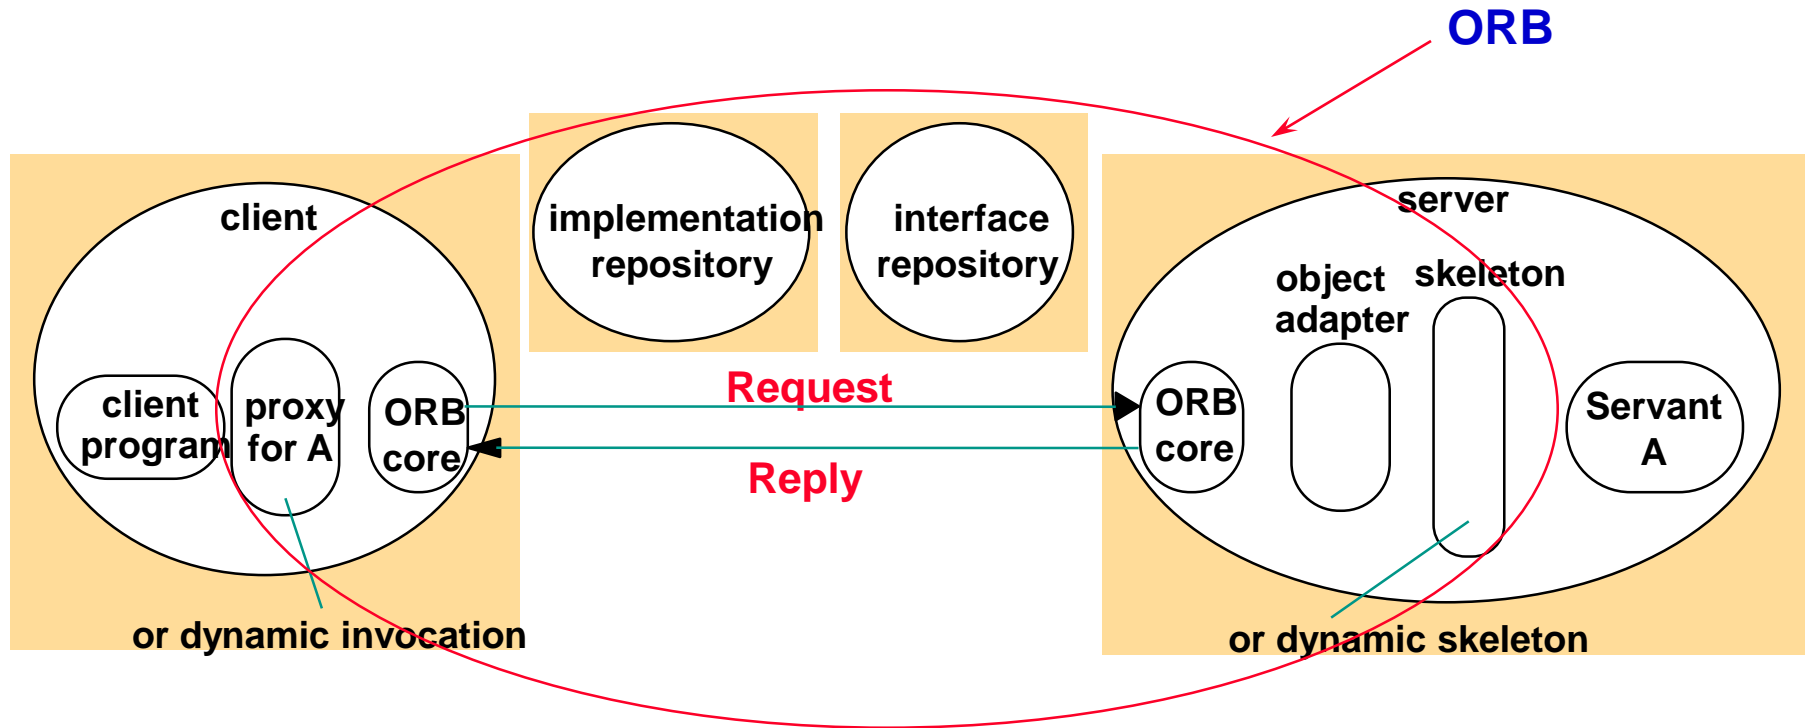 ORB
client
implementation
repository
interface
repository
server
object
adapter
skeleton
client
program
proxy
for A
ORB
core
Request
Reply
ORB
core
Servant
A
or dynamic invocation
or dynamic skeleton